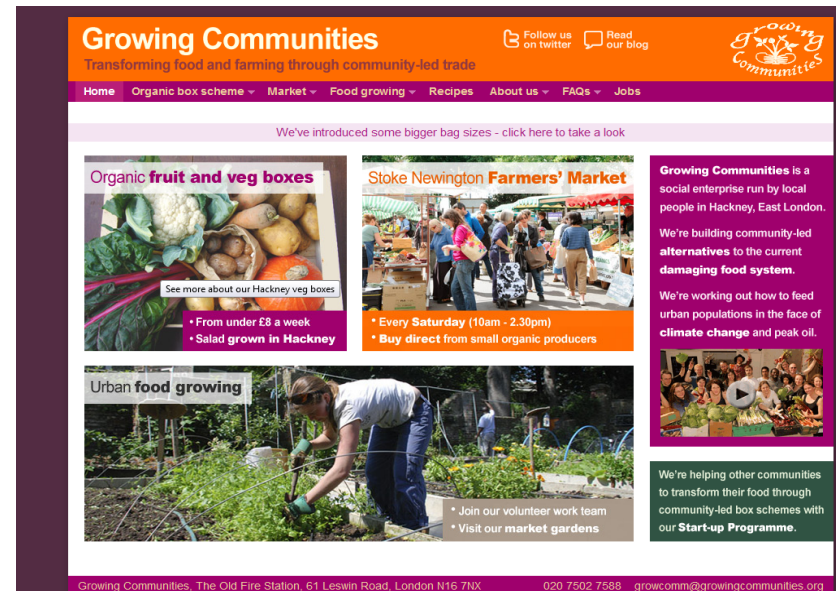 Growing Communities
Transforming food and farming through community-led trade
Follow us
on twitter
Read
our blog
growing
Growing
Communities
Home Organic box scheme Market Food growing Recipes About us FAQs Jobs
We've introduced some bigger bag sizes - click here to take a look
Organic fruit and veg boxes
See more about our Hackney veg boxes
• From under £8 a week
• Salad grown in Hackney
Stoke Newington Farmers' Market
• Every Saturday (10am - 2.30pm)
• Buy direct from small organic producers
Growing Communities is a
social enterprise run by local
people in Hackney, East London.
We're building community-led
alternatives to the current
damaging food system.
We're working out how to feed
urban populations in the face of
climate change and peak oil.
Urban food growing
• Join our volunteer work team
• Visit our market gardens
We're helping other communities
to transform their food through
community-led box schemes with
our Start-up Programme.
Growing Communities, The Old Fire Station, 61 Leswin Road, London N16 7NX 020 7502 7588 growcomm@growingcommunities.org